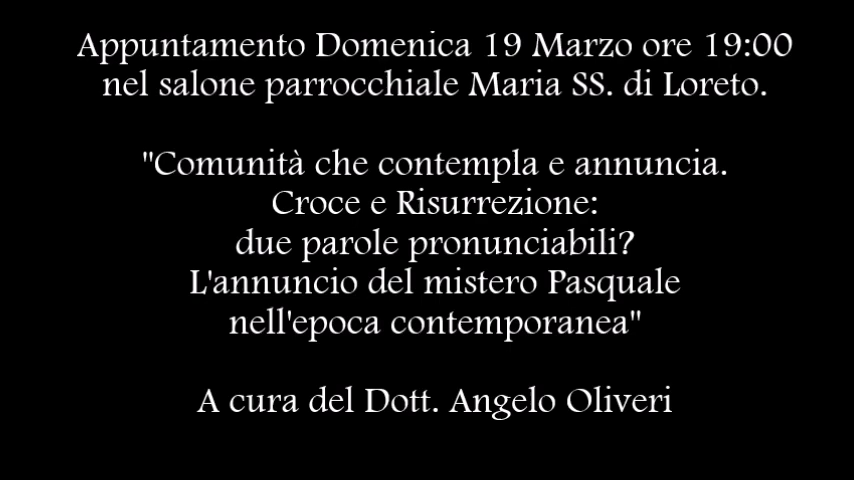 Appuntamento Domenica 19 Marzo ore 19:00
nel salone parrocchiale Maria SS. di Loreto.
"Comunità che contempla e annuncia.
Croce e Risurrezione:
due parole pronunciabili?
L'annuncio del mistero Pasquale
nell'epoca contemporanea"
A cura del Dott. Angelo Oliveri